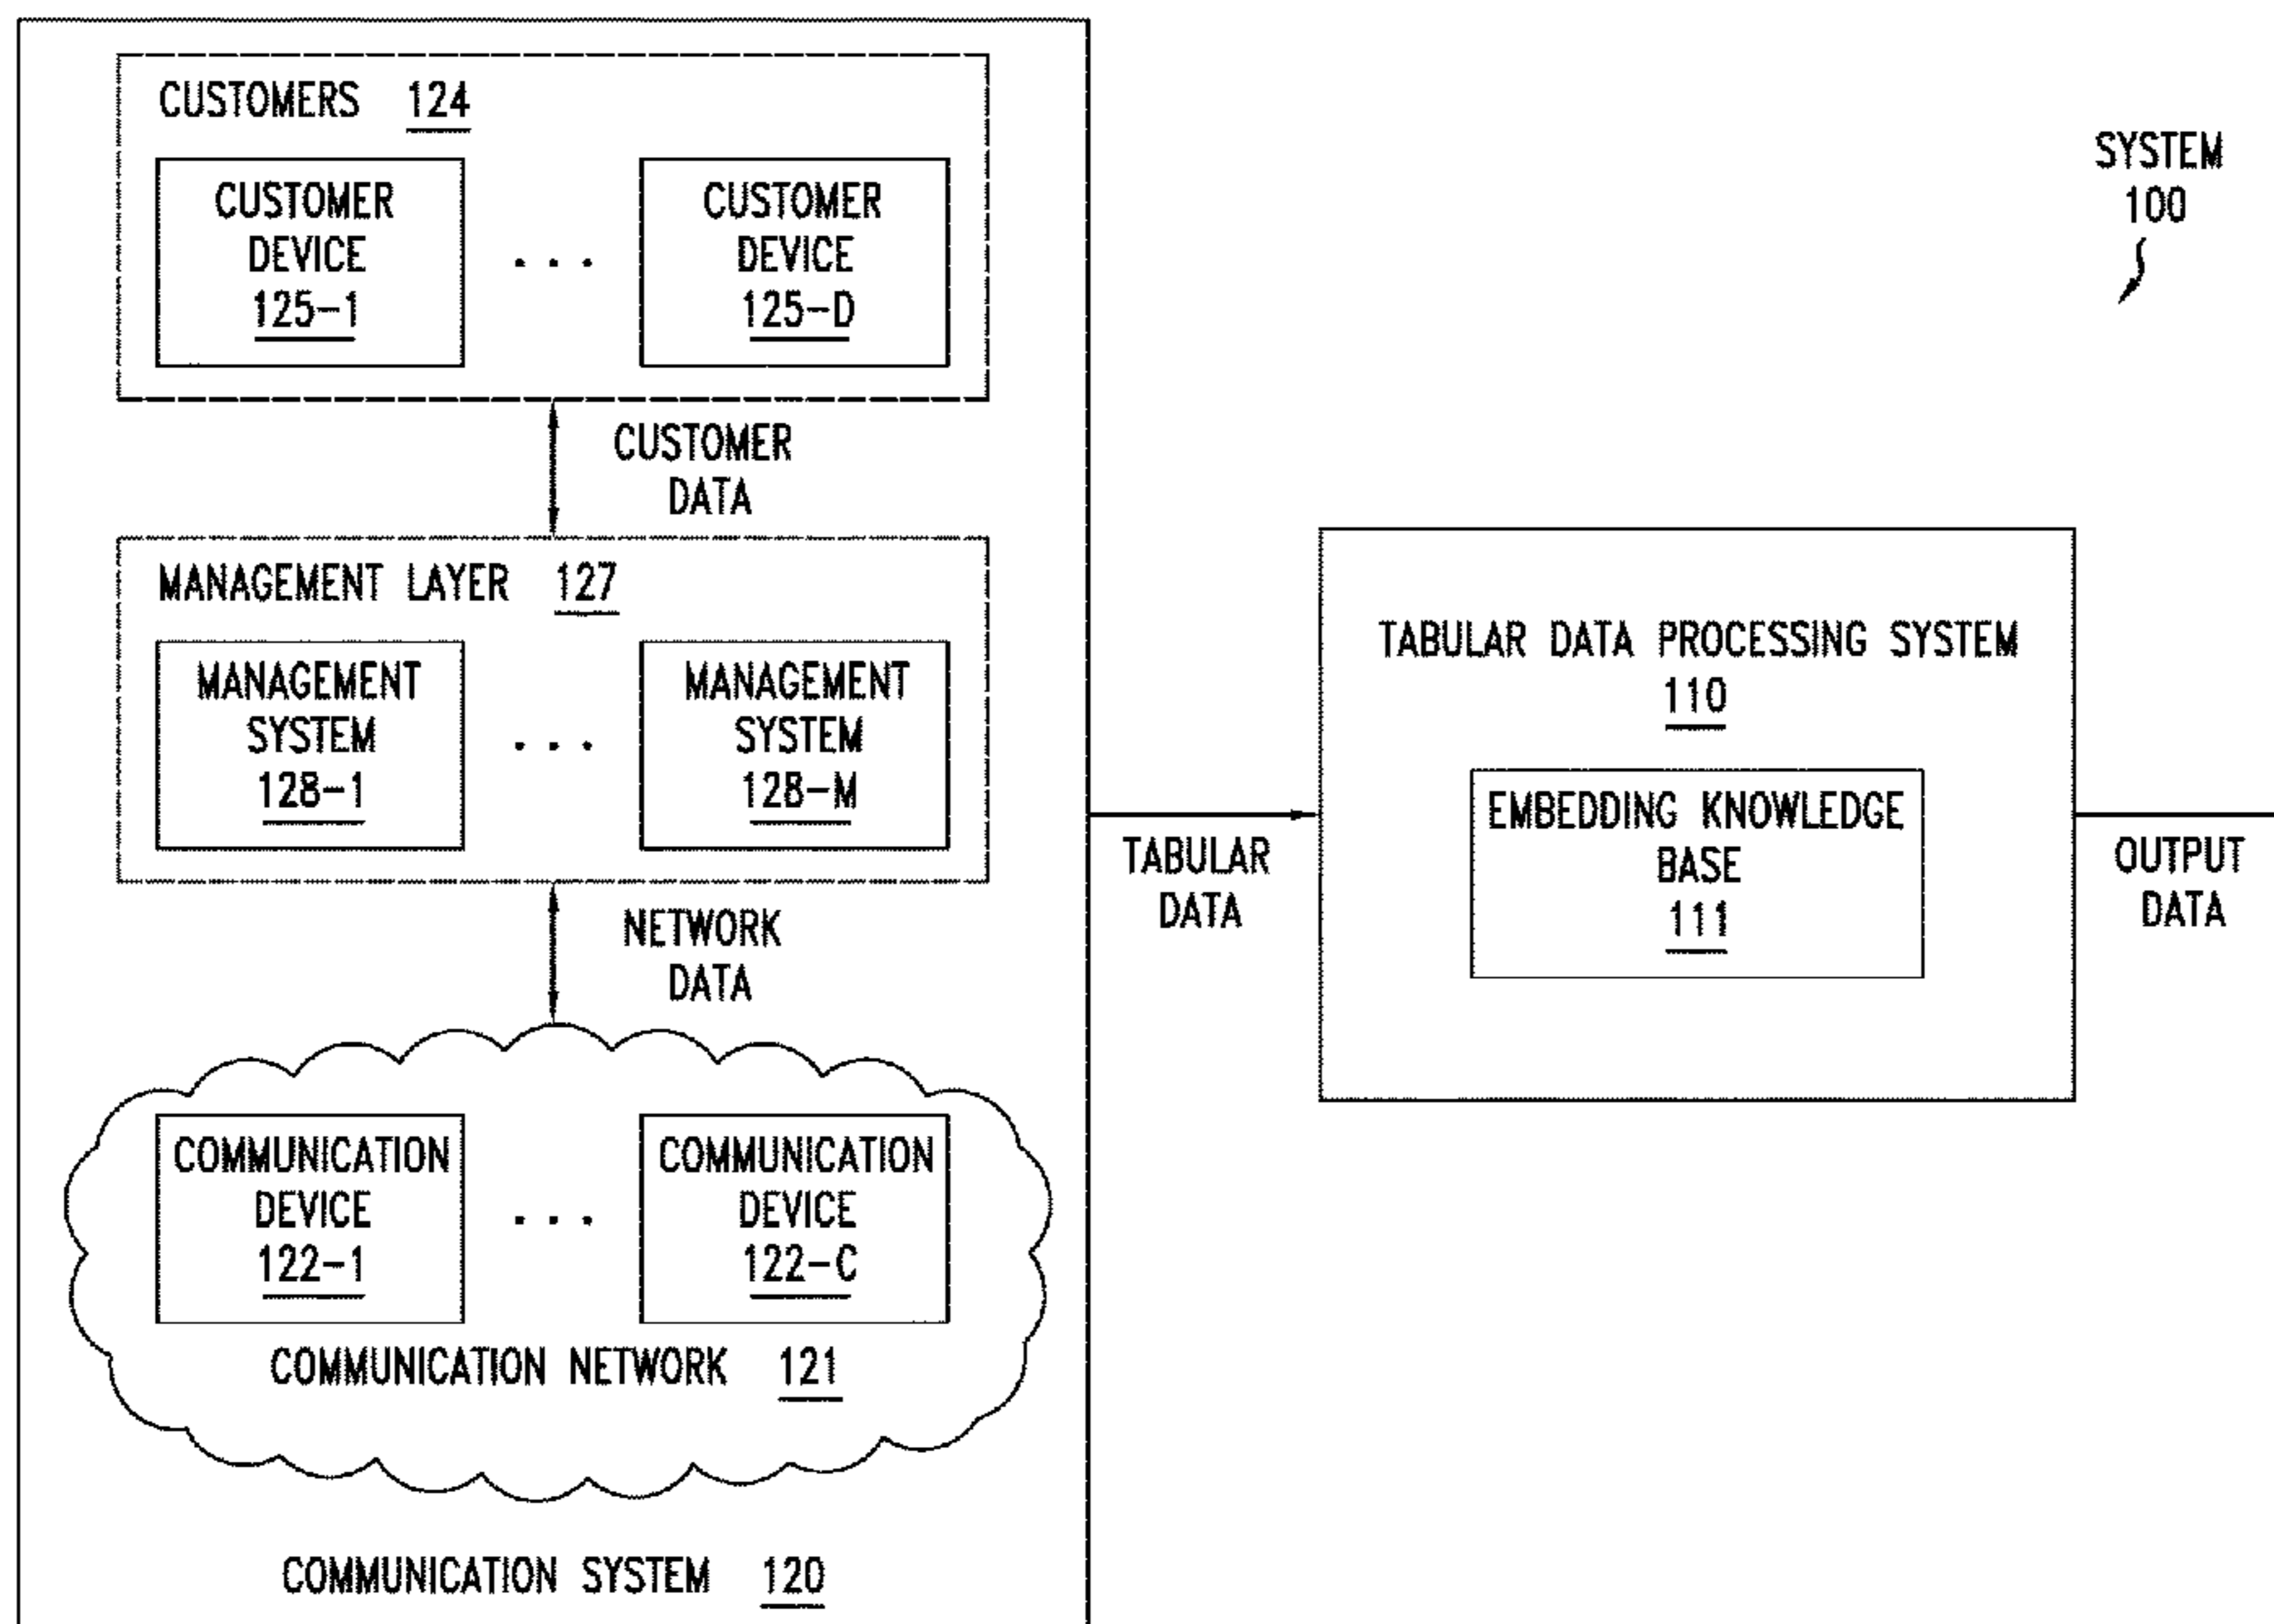 CUSTOMERS 124
CUSTOMER
DEVICE
125-1
. . .
CUSTOMER
DEVICE
125-D
CUSTOMER
DATA
MANAGEMENT LAYER 127
MANAGEMENT
SYSTEM
128-1
. . .
MANAGEMENT
SYSTEM
128-M
NETWORK
DATA
COMMUNICATION
DEVICE
122-1
. . .
COMMUNICATION
DEVICE
122-C
COMMUNICATION NETWORK 121
COMMUNICATION SYSTEM 120
TABULAR
DATA
TABULAR DATA PROCESSING SYSTEM
110
EMBEDDING KNOWLEDGE
BASE
111
OUTPUT
DATA
SYSTEM
100